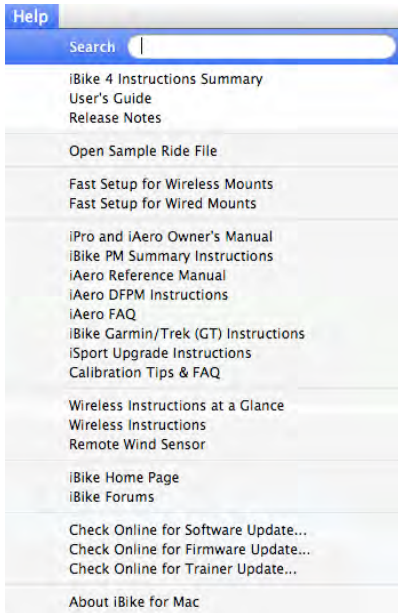 Help
Search
iBike 4 Instructions Summary
User's Guide
Release Notes
Open Sample Ride File
Fast Setup for Wireless Mounts
Fast Setup for Wired Mounts
iPro and iAero Owner's Manual
iBike PM Summary Instructions
iAero Reference Manual
iAero DFPM Instructions
iAero FAQ
iBike Garmin/Trek (GT) Instructions
iSport Upgrade Instructions
Calibration Tips & FAQ
Wireless Instructions at a Glance
Wireless Instructions
Remote Wind Sensor
iBike Home Page
iBike Forums
Check Online for Software Update...
Check Online for Firmware Update...
Check Online for Trainer Update...
About iBike for Mac